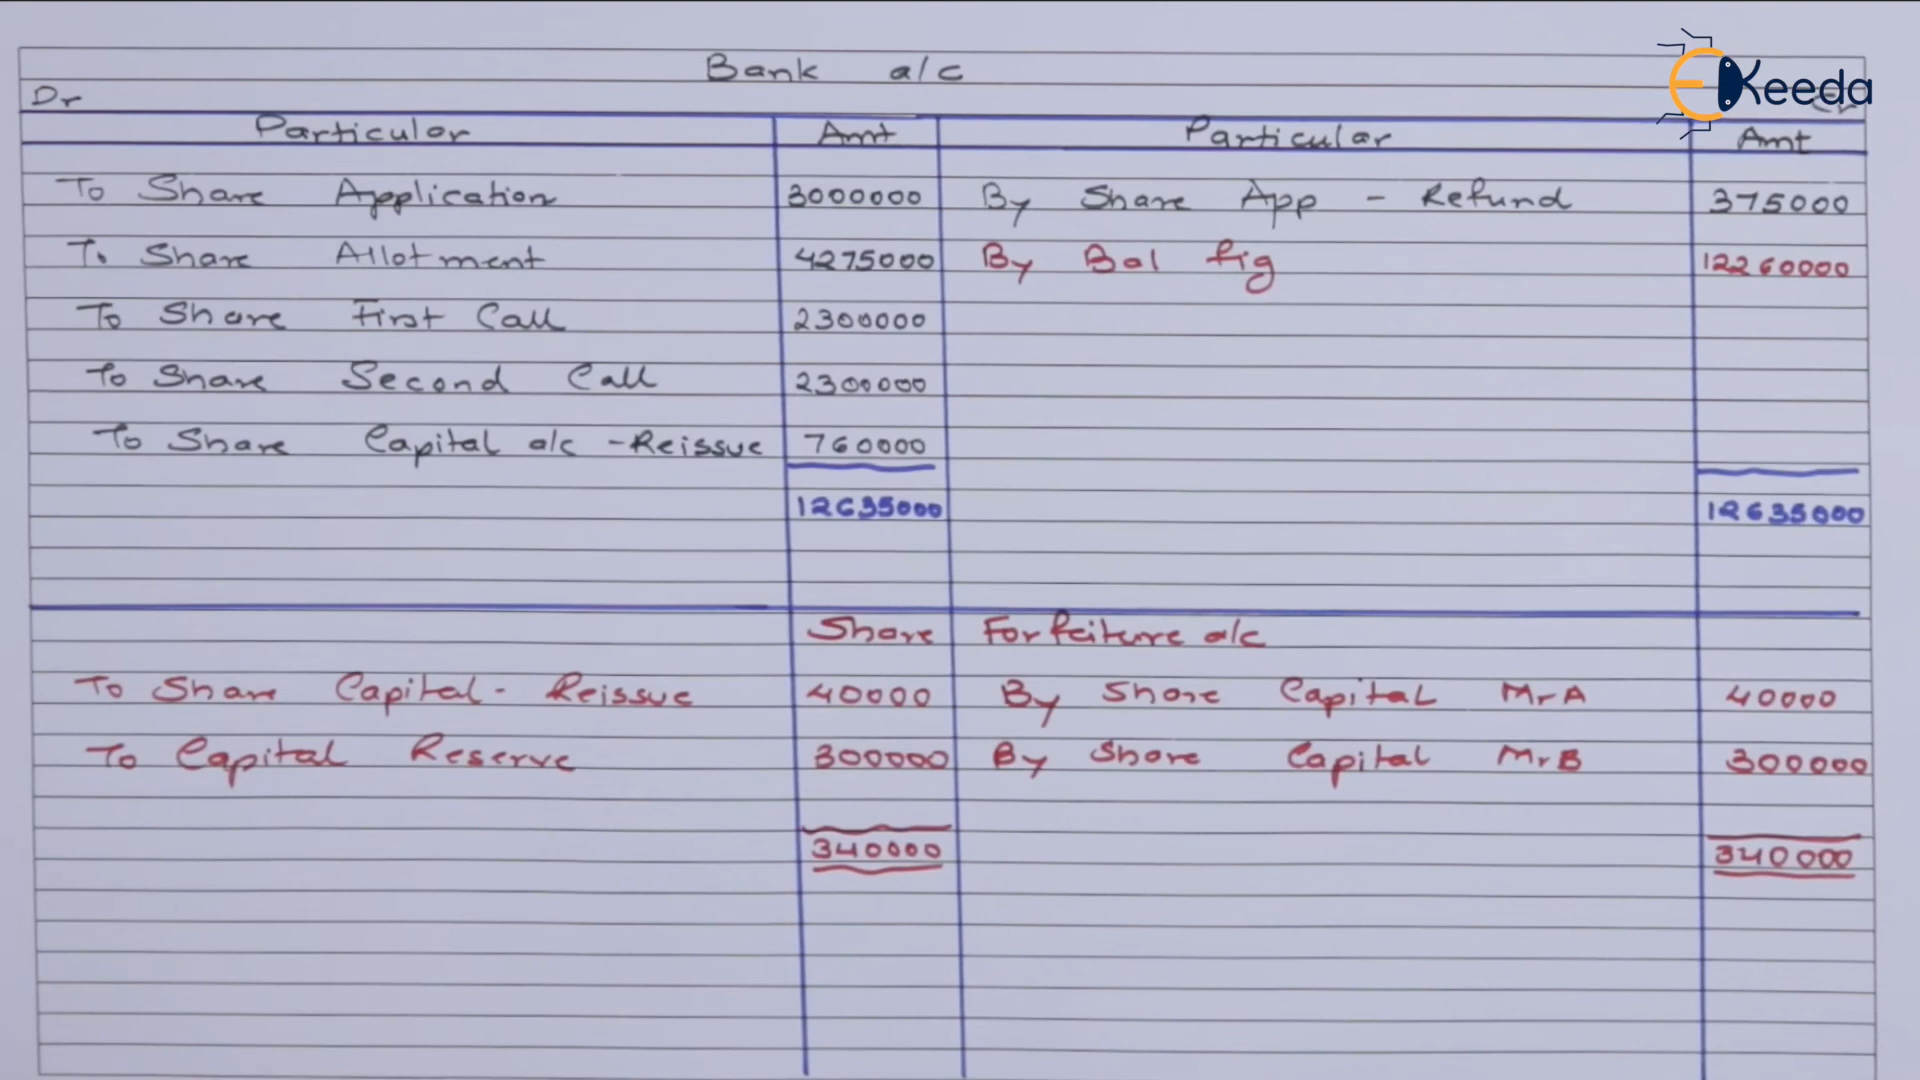 Bank a/c
Dr Cr
Particular Amt Particular Amt
To Share Application 3000000 By Share App - Refund 375000
To Share Allotment 4275000 By Bal fig 12260000
To Share First Call 2300000
To Share Second Call 2300000
To Share Capital a/c - Reissue 760000
12635000 12635000
Share Forfeiture a/c
To Share Capital - Reissue 40000 By Share Capital Mr A 40000
To Capital Reserve 300000 By Share Capital Mr B 300000
340000 340000
EKeeda